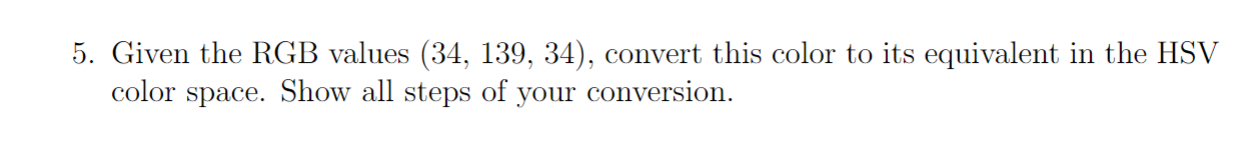 5. Given the RGB values (34, 139, 34), convert this color to its equivalent in the HSV
color space. Show all steps of your conversion.